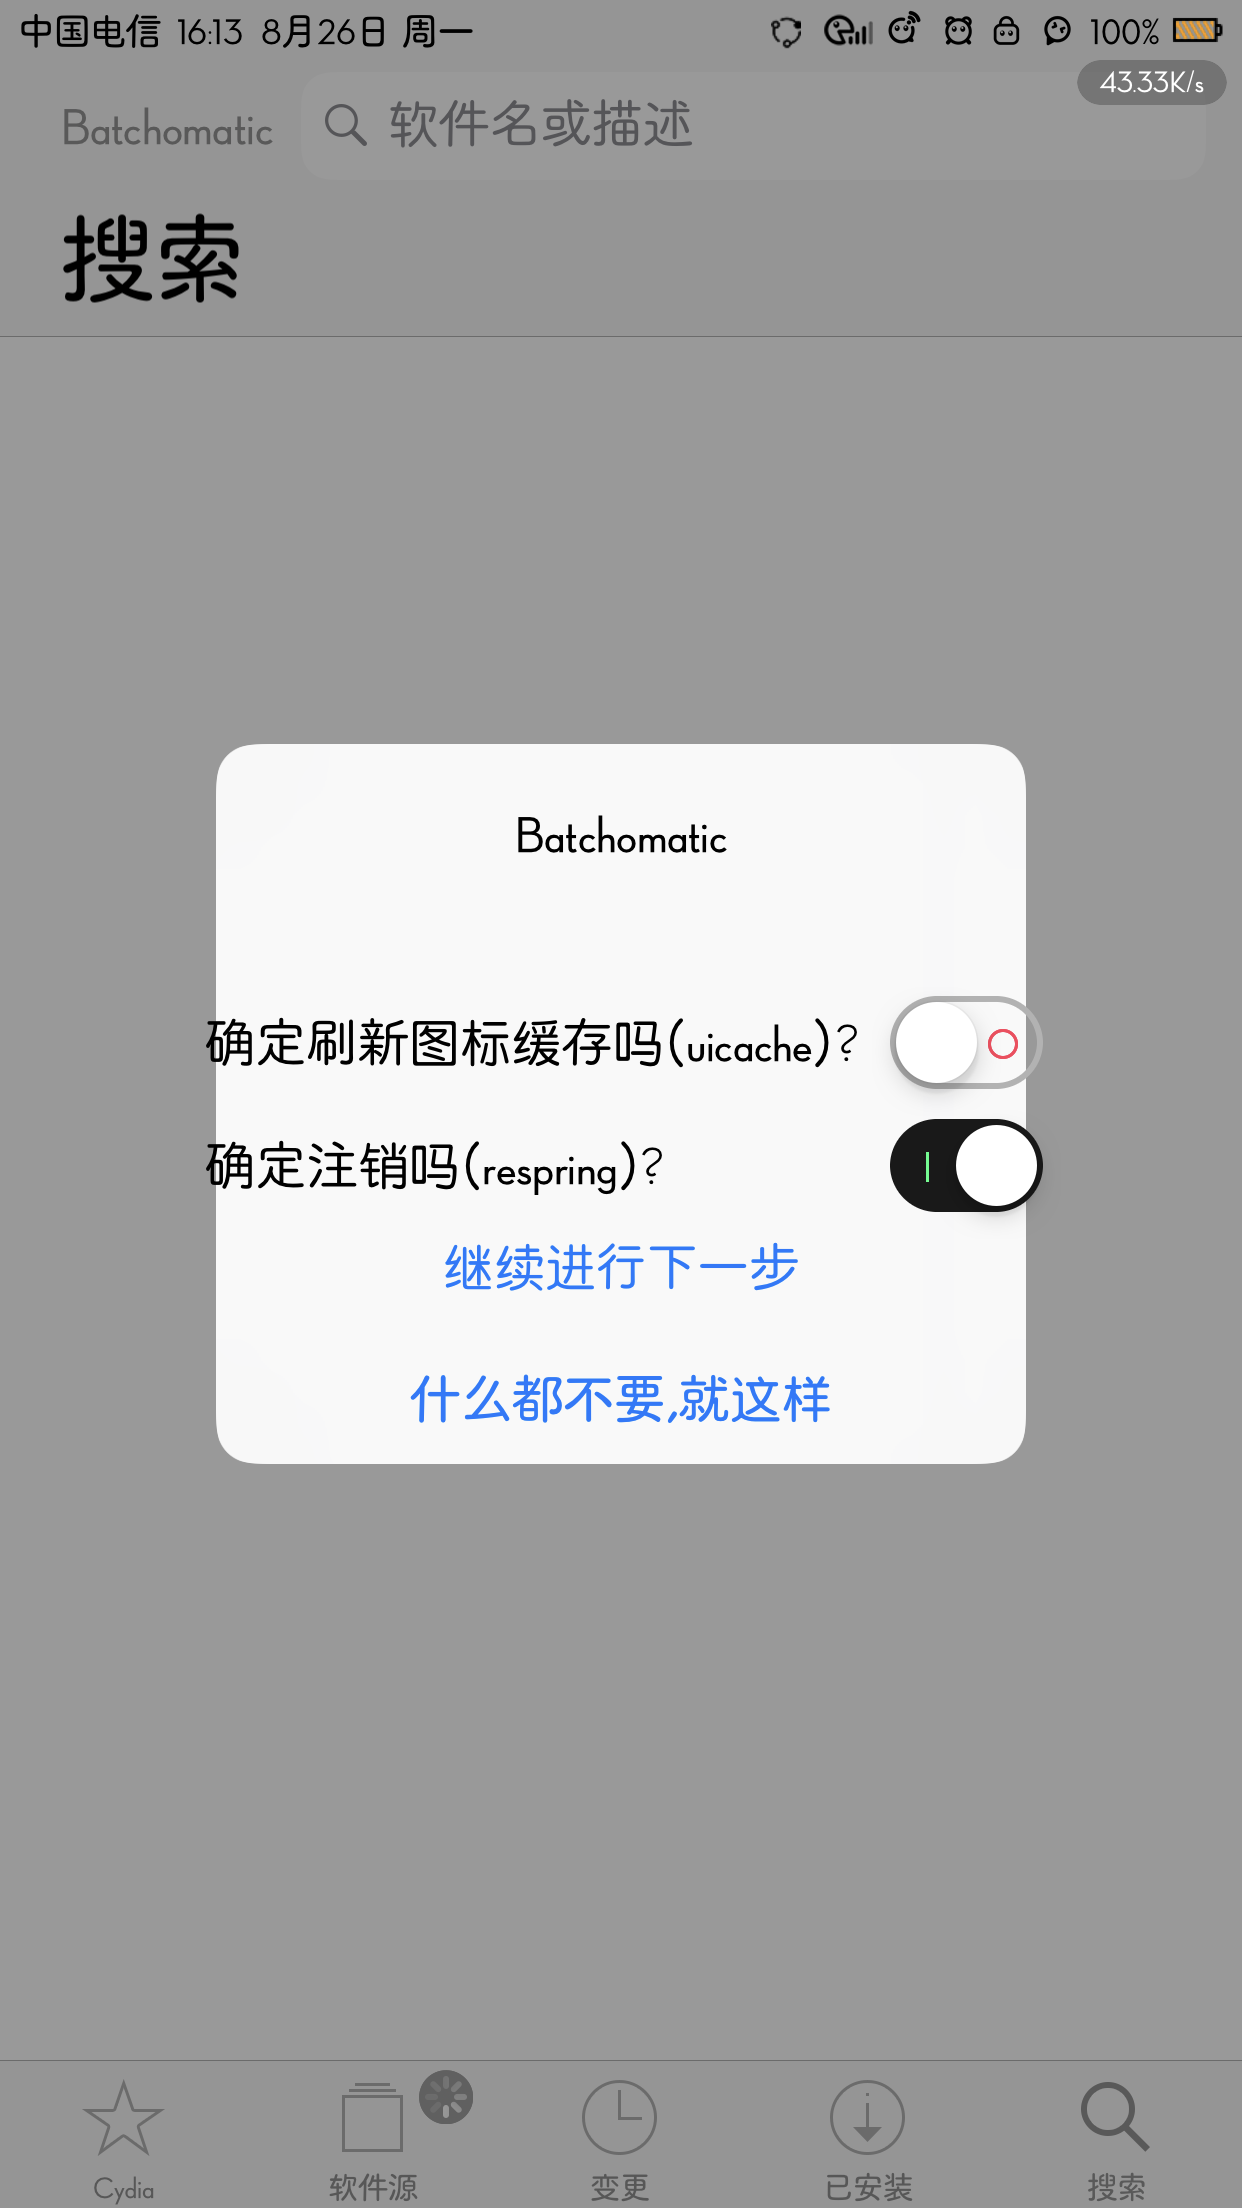 中国电信 16:13 8月26日 周一 100%
43.33K/s
Batchomatic 软件名或描述
搜索
Batchomatic
确定刷新图标缓存吗(uicache)?
确定注销吗(respring)?
继续进行下一步
什么都不要,就这样
Cydia 软件源 变更 已安装 搜索